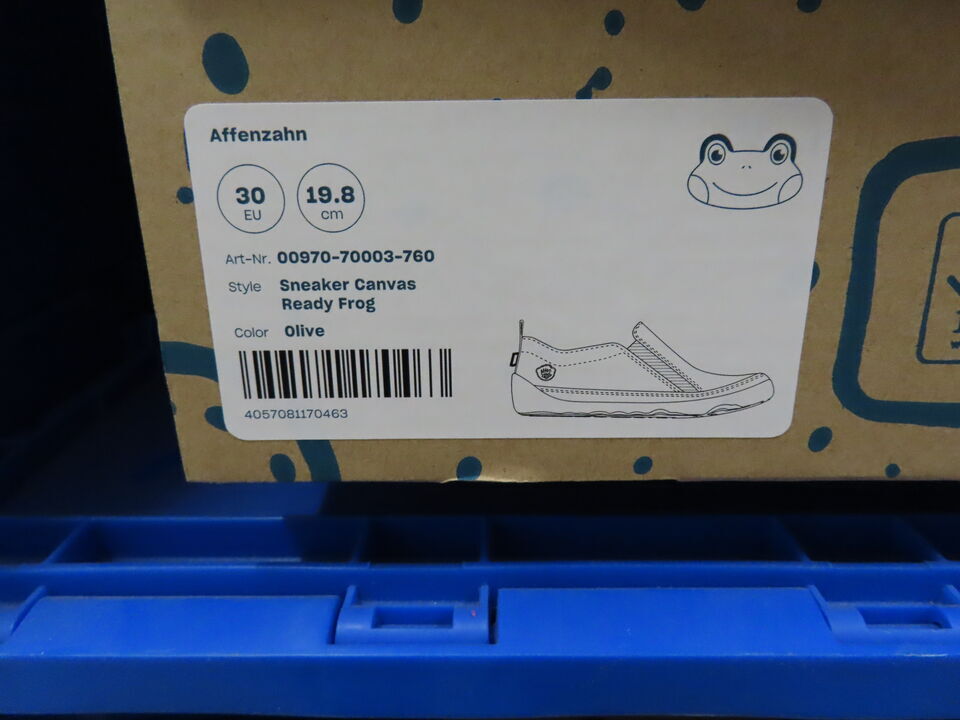 Affenzahn
30 19.8
EU cm
Art-Nr. 00970-70003-760
Style Sneaker Canvas
Ready Frog
Color Olive
4057081170463